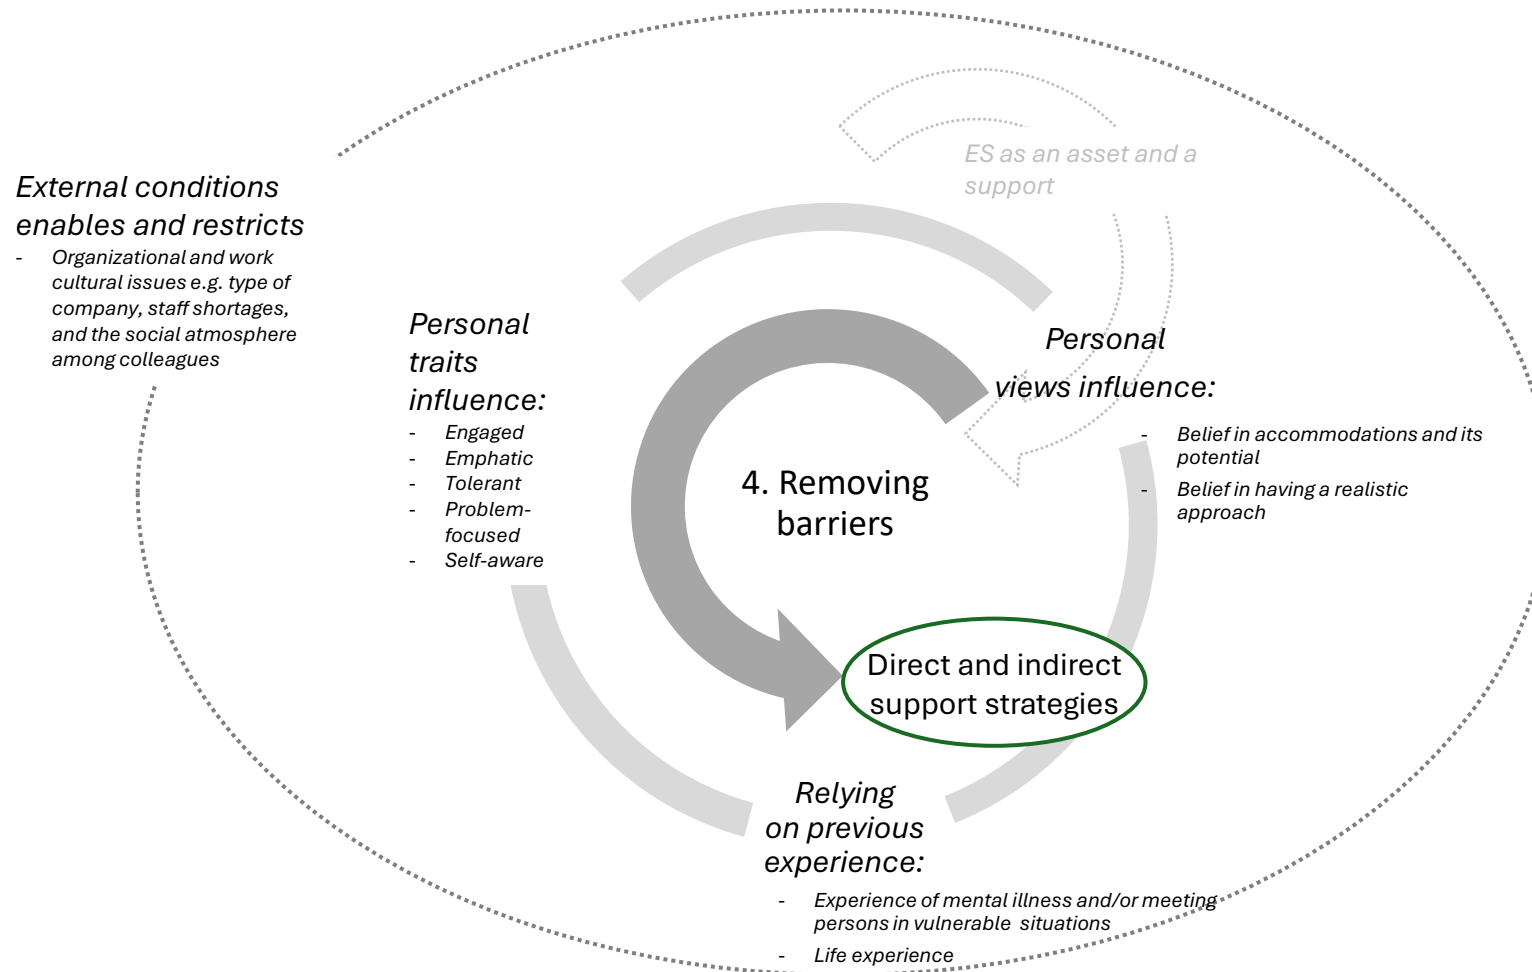 ES as an asset and a
support
External conditions
enables and restricts
- Organizational and work
cultural issues e.g. type of
company, staff shortages,
and the social atmosphere
among colleagues
Personal
traits
influence:
- Engaged
- Emphatic
- Tolerant
- Problem-
focused
- Self-aware
Personal
views influence:
- Belief in accommodations and its
potential
- Belief in having a realistic
approach
4. Removing
barriers
Direct and indirect
support strategies
Relying
on previous
experience:
- Experience of mental illness and/or meeting
persons in vulnerable situations
- Life experience